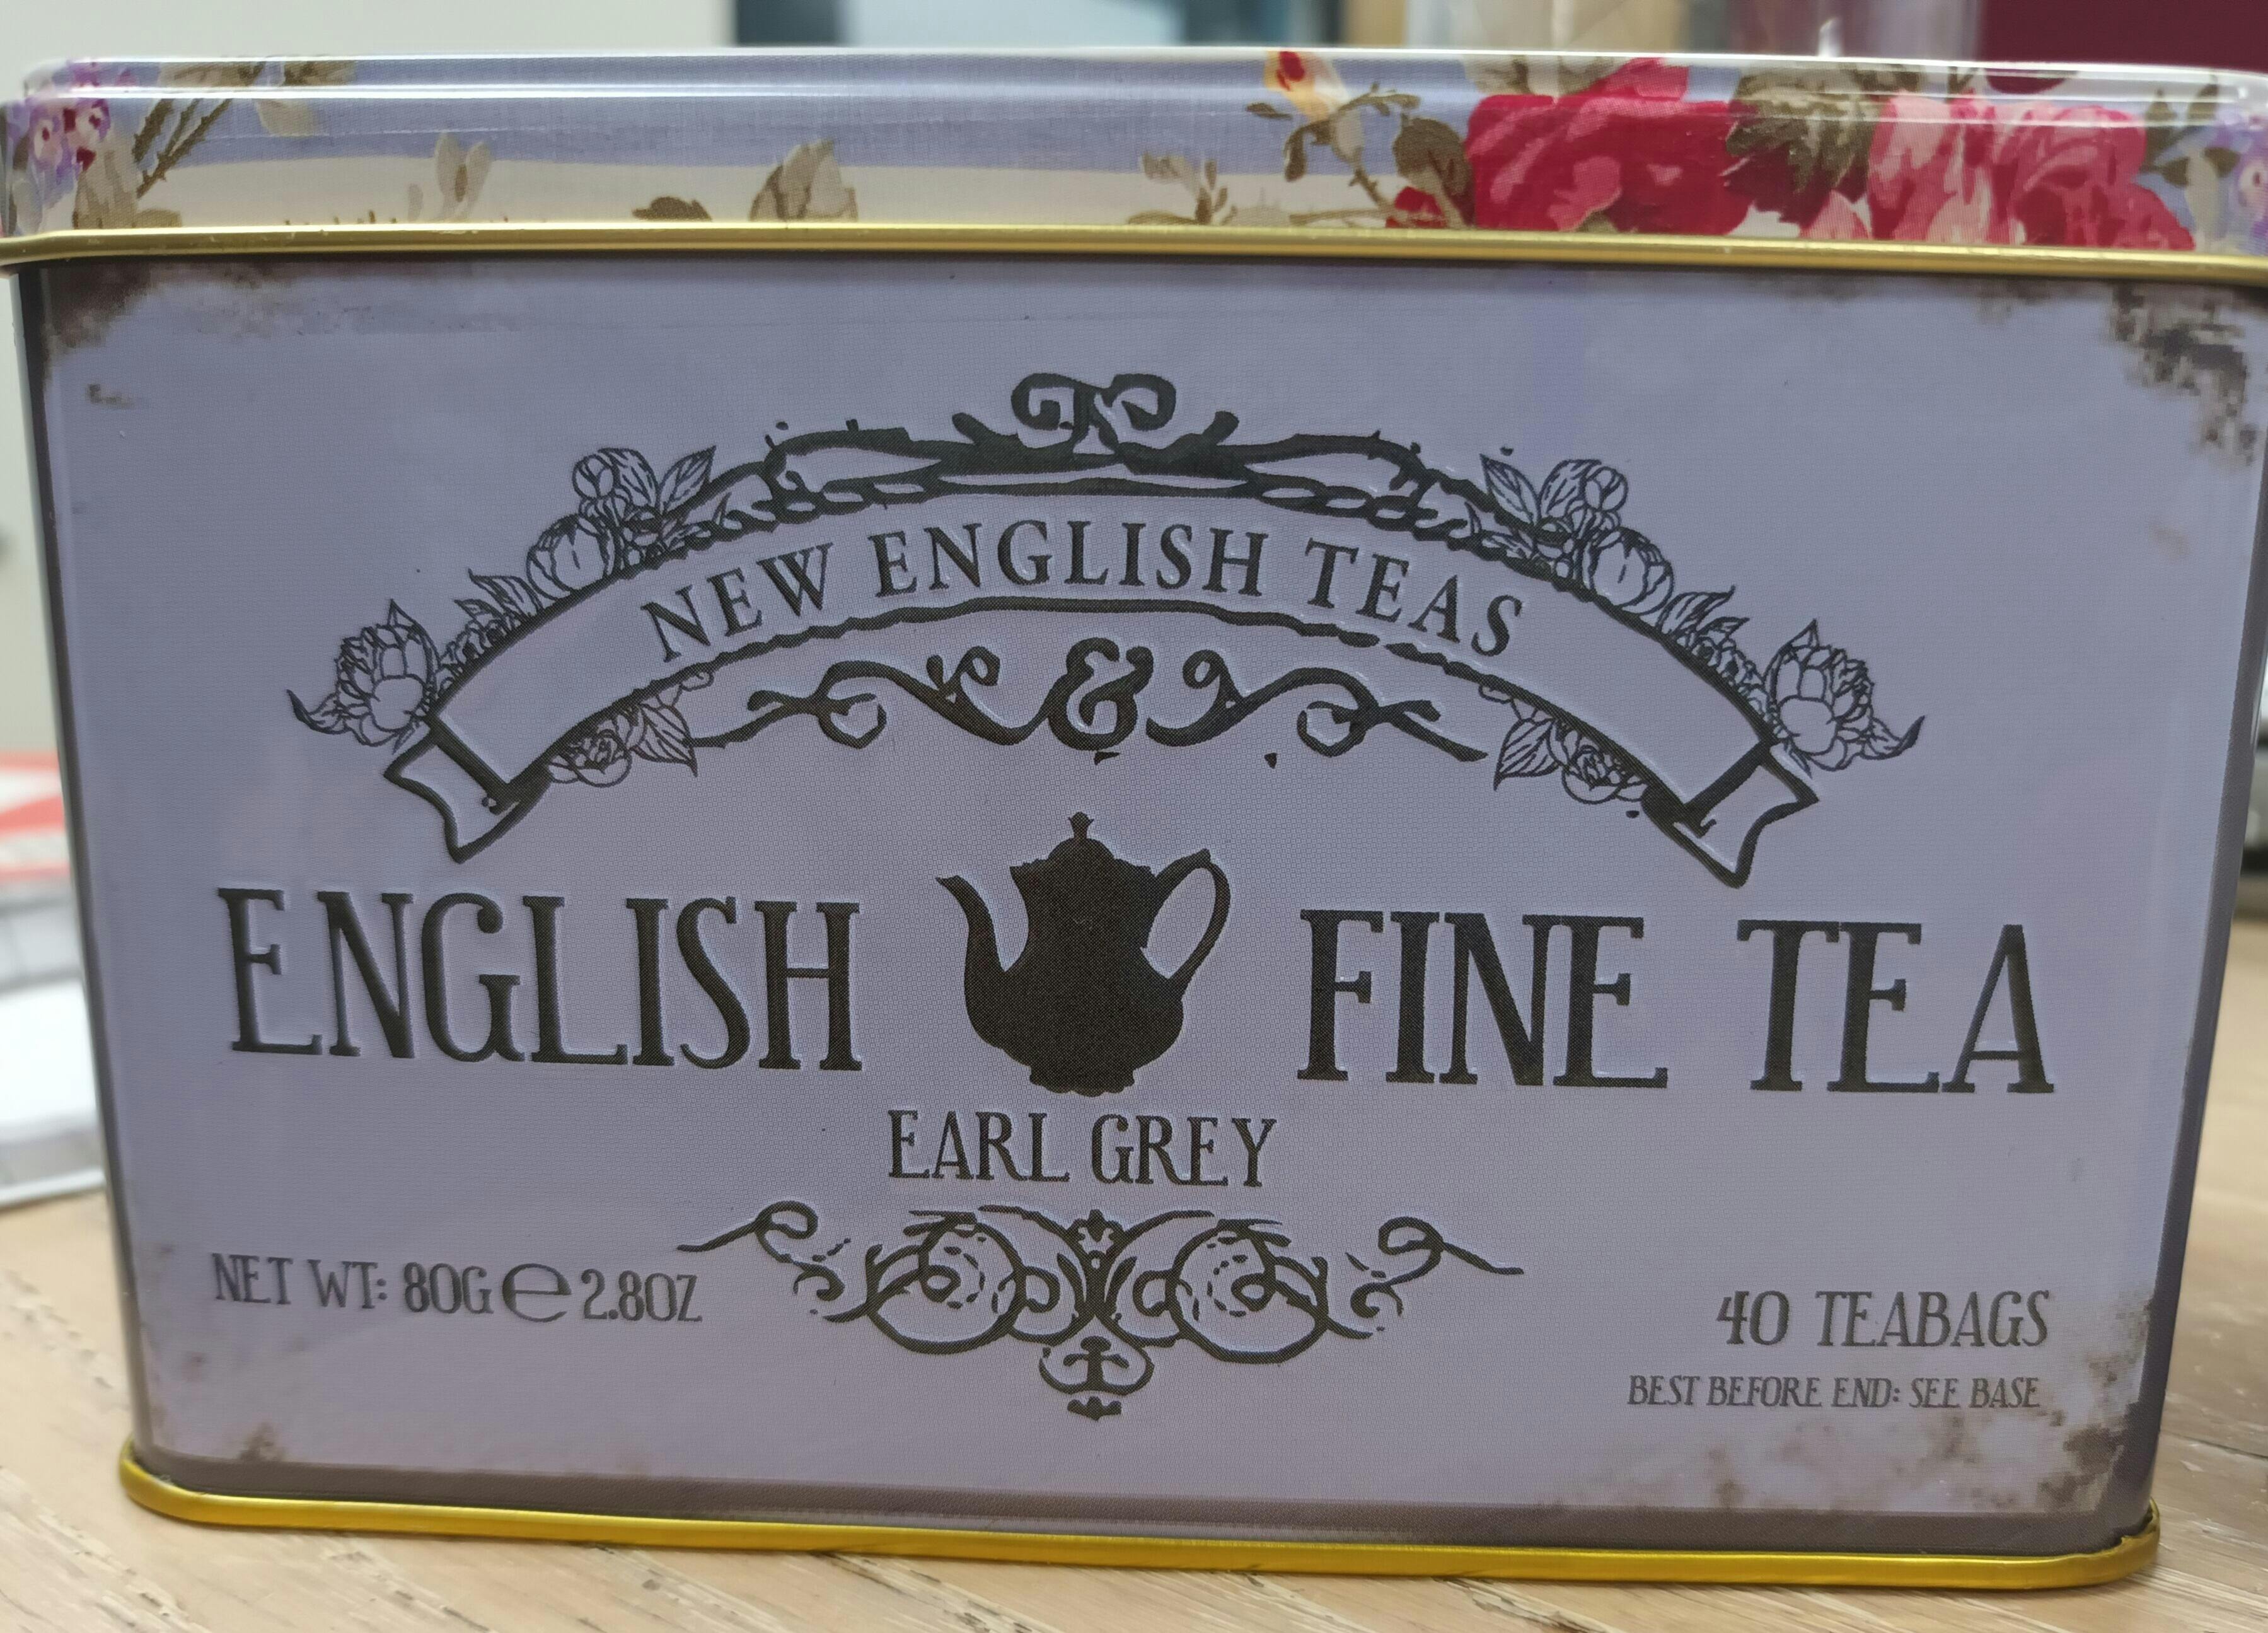 NEW ENGLISH TEAS
&
ENGLISH FINE TEA
EARL GREY
NET WT: 80G ℮ 2.8OZ
40 TEABAGS
BEST BEFORE END: SEE BASE